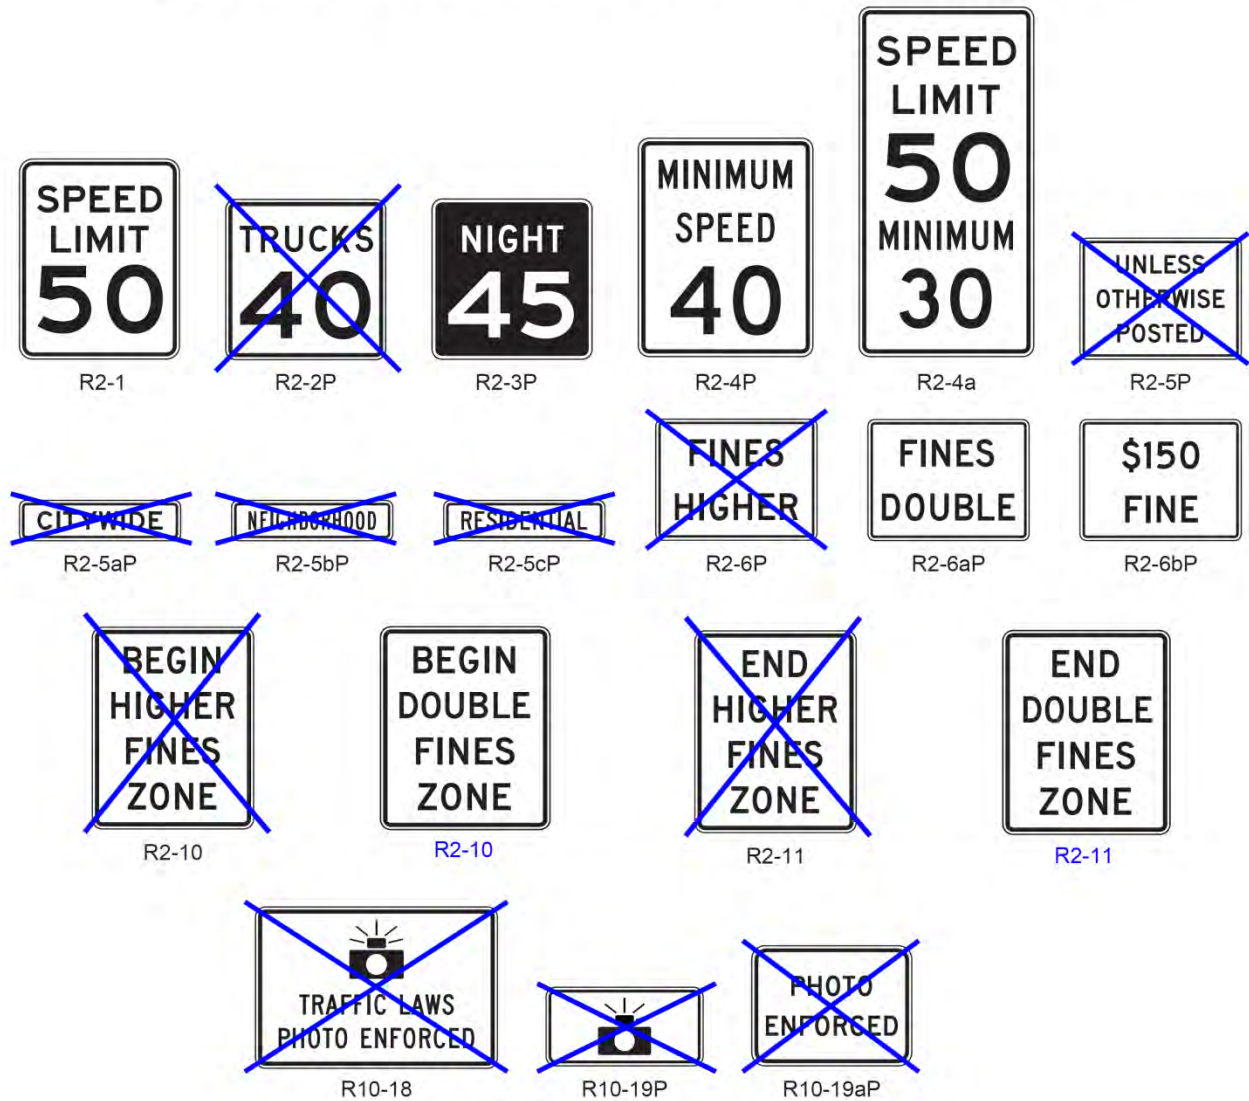 SPEED
LIMIT
50
R2-1
TRUCKS
40
R2-2P
NIGHT
45
R2-3P
MINIMUM
SPEED
40
R2-4P
SPEED
LIMIT
50
MINIMUM
30
R2-4a
UNLESS
OTHERWISE
POSTED
R2-5P
CITYWIDE
R2-5aP
NEIGHBORHOOD
R2-5bP
RESIDENTIAL
R2-5cP
FINES
HIGHER
R2-6P
FINES
DOUBLE
R2-6aP
$150
FINE
R2-6bP
BEGIN
HIGHER
FINES
ZONE
R2-10
BEGIN
DOUBLE
FINES
ZONE
R2-10
END
HIGHER
FINES
ZONE
R2-11
END
DOUBLE
FINES
ZONE
R2-11
TRAFFIC LAWS
PHOTO ENFORCED
R10-18
R10-19P
PHOTO
ENFORCED
R10-19aP